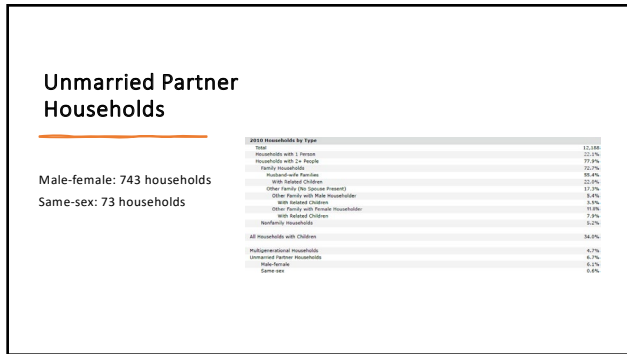 Unmarried Partner
Households
Male-female: 743 households
Same-sex: 73 households
2010 Households by Type
Total 12,188
Households with 1 Person 22.1%
Households with 2+ People 77.9%
Family Households 72.7%
Husband-wife Families 55.4%
With Related Children 22.0%
Other Family (No Spouse Present) 17.3%
Other Family with Male Householder 5.4%
With Related Children 3.5%
Other Family with Female Householder 11.8%
With Related Children 7.9%
Nonfamily Households 5.2%
All Households with Children 34.0%
Multigenerational Households 4.7%
Unmarried Partner Households 6.7%
Male-female 6.1%
Same-sex 0.6%